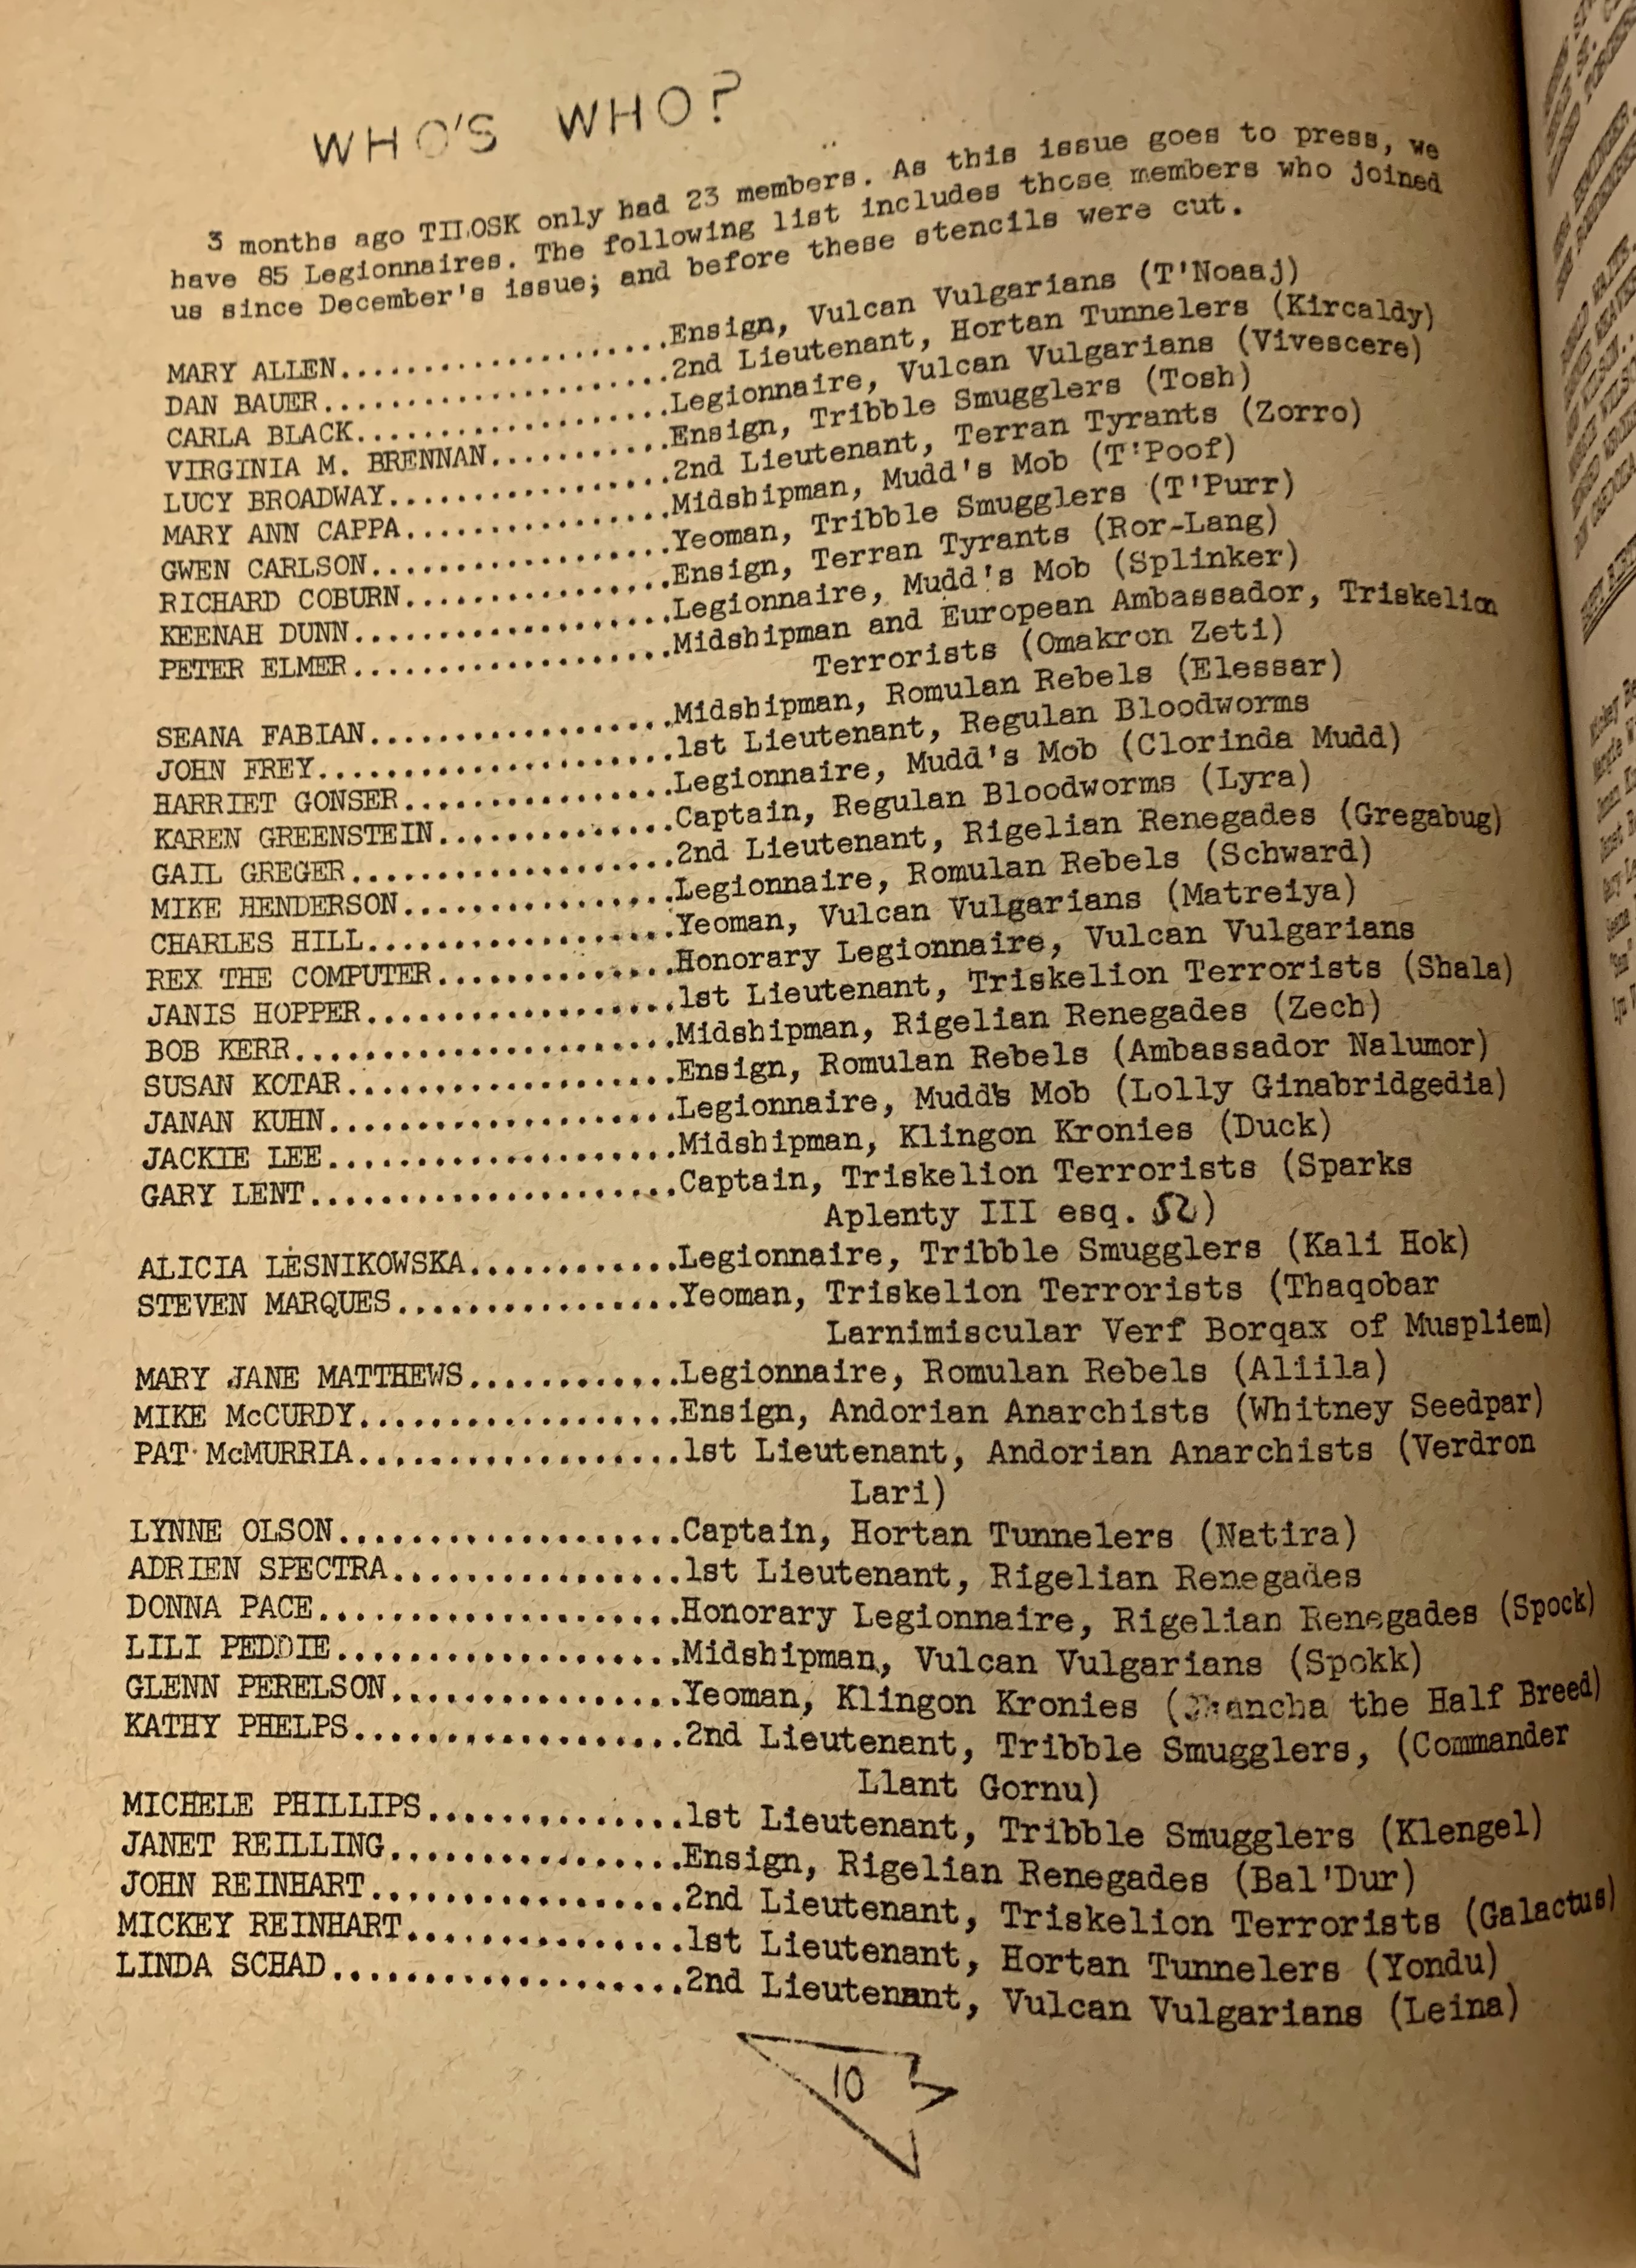 WHO'S WHO?
3 months ago TILOSK only had 23 members. As this issue goes to press, we
have 85 Legionnaires. The following list includes those members who joined
us since December's issue; and before these stencils were cut.
MARY ALLEN......................Ensign, Vulcan Vulgarians (T'Noaaj)
DAN BAUER.......................2nd Lieutenant, Hortan Tunnelers (Kircaldy)
CARLA BLACK.....................Legionnaire, Vulcan Vulgarians (Vivescere)
VIRGINIA M. BRENNAN............Ensign, Tribble Smugglers (Tosh)
LUCY BROADWAY..................2nd Lieutenant, Terran Tyrants (Zorro)
MARY ANN CAPPA.................Midshipman, Mudd's Mob (T'Poof)
GWEN CARLSON...................Yeoman, Tribble Smugglers (T'Purr)
RICHARD COBURN.................Ensign, Terran Tyrants (Ror-Lang)
KEENAH DUNN....................Legionnaire, Mudd's Mob (Splinker)
PETER ELMER....................Midshipman and European Ambassador, Triskelion
Terrorists (Omakron Zeti)
SEANA FABIAN...................Midshipman, Romulan Rebels (Elessar)
JOHN FREY......................1st Lieutenant, Regulan Bloodworms
HARRIET GONSER.................Legionnaire, Mudd's Mob (Clorinda Mudd)
KAREN GREENSTEIN...............Captain, Regulan Bloodworms (Lyra)
GAIL GREGER....................2nd Lieutenant, Rigelian Renegades (Gregabug)
MIKE HENDERSON.................Legionnaire, Romulan Rebels (Schward)
CHARLES HILL...................Yeoman, Vulcan Vulgarians (Matreiya)
REX THE COMPUTER...............Honorary Legionnaire, Vulcan Vulgarians
JANIS HOPPER...................1st Lieutenant, Triskelion Terrorists (Shala)
BOB KERR.......................Midshipman, Rigelian Renegades (Zech)
SUSAN KOTAR....................Ensign, Romulan Rebels (Ambassador Nalumor)
JANAN KUHN.....................Legionnaire, Mudd's Mob (Lolly Ginabridgedia)
JACKIE LEE.....................Midshipman, Klingon Kronies (Duck)
GARY LENT......................Captain, Triskelion Terrorists (Sparks
Aplenty III esq. Ω)
ALICIA LESNIKOWSKA.............Legionnaire, Tribble Smugglers (Kali Hok)
STEVEN MARQUES.................Yeoman, Triskelion Terrorists (Thaqobar
Larnimiscular Verf Borqax of Muspliem)
MARY JANE MATTHEWS.............Legionnaire, Romulan Rebels (Aliila)
MIKE McCURDY...................Ensign, Andorian Anarchists (Whitney Seedpar)
PAT McMURRIA...................1st Lieutenant, Andorian Anarchists (Verdron
Lari)
LYNNE OLSON....................Captain, Hortan Tunnelers (Natira)
ADRIEN SPECTRA.................1st Lieutenant, Rigelian Renegades
DONNA PACE.....................Honorary Legionnaire, Rigelian Renegades (Spock)
LILI PEDDIE....................Midshipman, Vulcan Vulgarians (Spokk)
GLENN PERELSON.................Yeoman, Klingon Kronies ( the Half Breed)
KATHY PHELPS...................2nd Lieutenant, Tribble Smugglers, (Commander
Llant Gornu)
MICHELE PHILLIPS...............1st Lieutenant, Tribble Smugglers (Klengel)
JANET REILLING.................Ensign, Rigelian Renegades (Bal'Dur)
JOHN REINHART..................2nd Lieutenant, Triskelion Terrorists (Galactus)
MICKEY REINHART................1st Lieutenant, Hortan Tunnelers (Yondu)
LINDA SCHAD....................2nd Lieutenant, Vulcan Vulgarians (Leina)
10